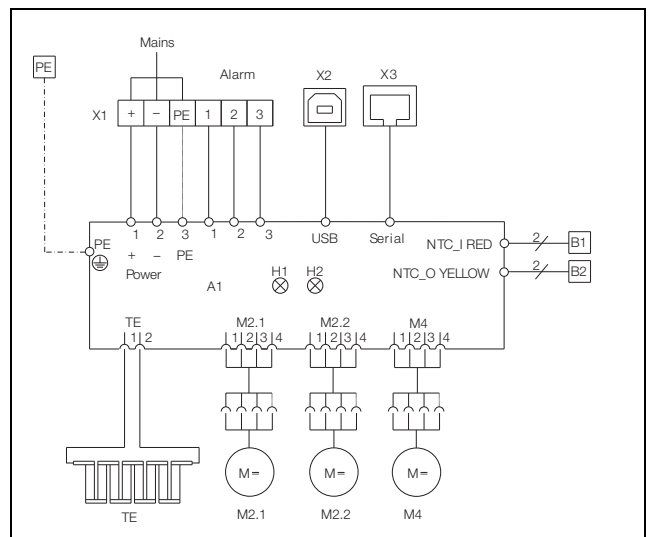 Mains
PE
Alarm
X2
X3
X1
+ − PE 1 2 3
1 2 3 1 2 3
USB
Serial
PE
+ − PE
Power
NTC_I RED
2
B1
NTC_O YELLOW
2
B2
A1
H1
H2
TE
M2.1
M2.2
M4
1 2
1 2 3 4
1 2 3 4
1 2 3 4
M=
M=
M=
TE
M2.1
M2.2
M4